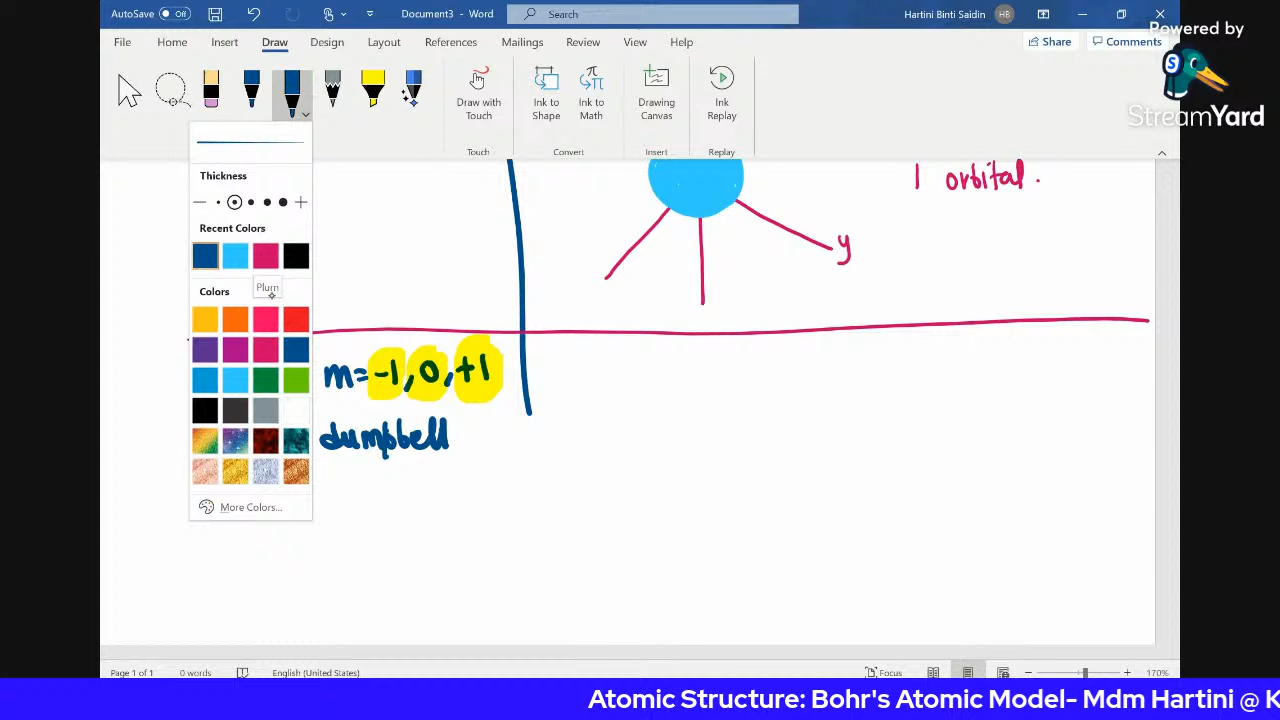 AutoSave Off Document3 - Word Search Hartini Binti Saidin HB
Powered by
StreamYard
File Home Insert Draw Design Layout References Mailings Review View Help Share Comments
Draw with Touch
Ink to Shape
Ink to Math
Drawing Canvas
Ink Replay
Touch Convert Insert Replay
Thickness
Recent Colors
Plum
Colors
More Colors...
1 orbital.
y
m=-1, 0, +1
dumbbell
Page 1 of 1 0 words English (United States) Focus 170%
Atomic Structure: Bohr's Atomic Model- Mdm Hartini @ K